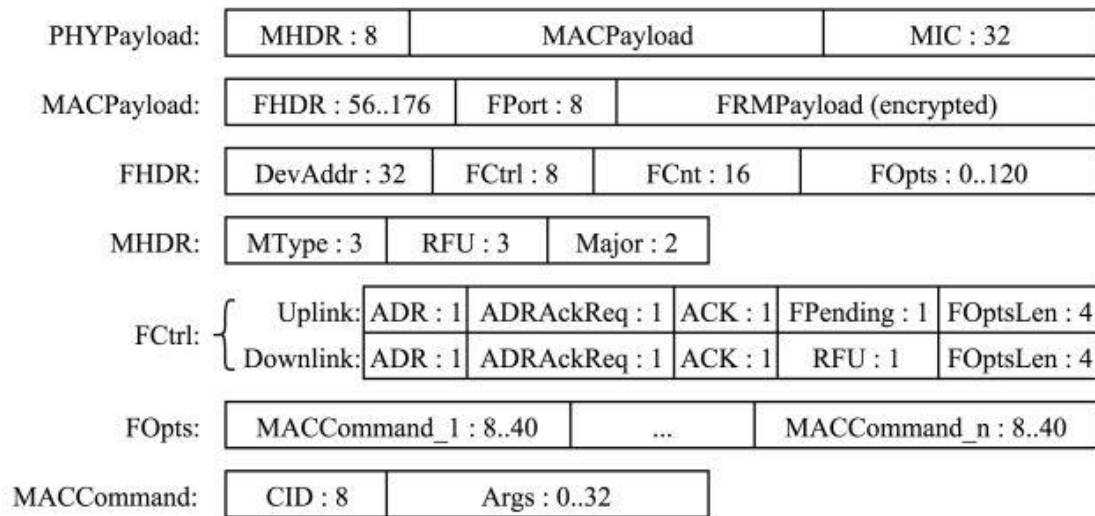 PHYPayload: MHDR : 8 MACPayload MIC : 32
MACPayload: FHDR : 56..176 FPort : 8 FRMPayload (encrypted)
FHDR: DevAddr : 32 FCtrl : 8 FCnt : 16 FOpts : 0..120
MHDR: MType : 3 RFU : 3 Major : 2
FCtrl:
Uplink: ADR : 1 ADRAckReq : 1 ACK : 1 FPending : 1 FOptsLen : 4
Downlink: ADR : 1 ADRAckReq : 1 ACK : 1 RFU : 1 FOptsLen : 4
FOpts: MACCommand_1 : 8..40 ... MACCommand_n : 8..40
MACCommand: CID : 8 Args : 0..32